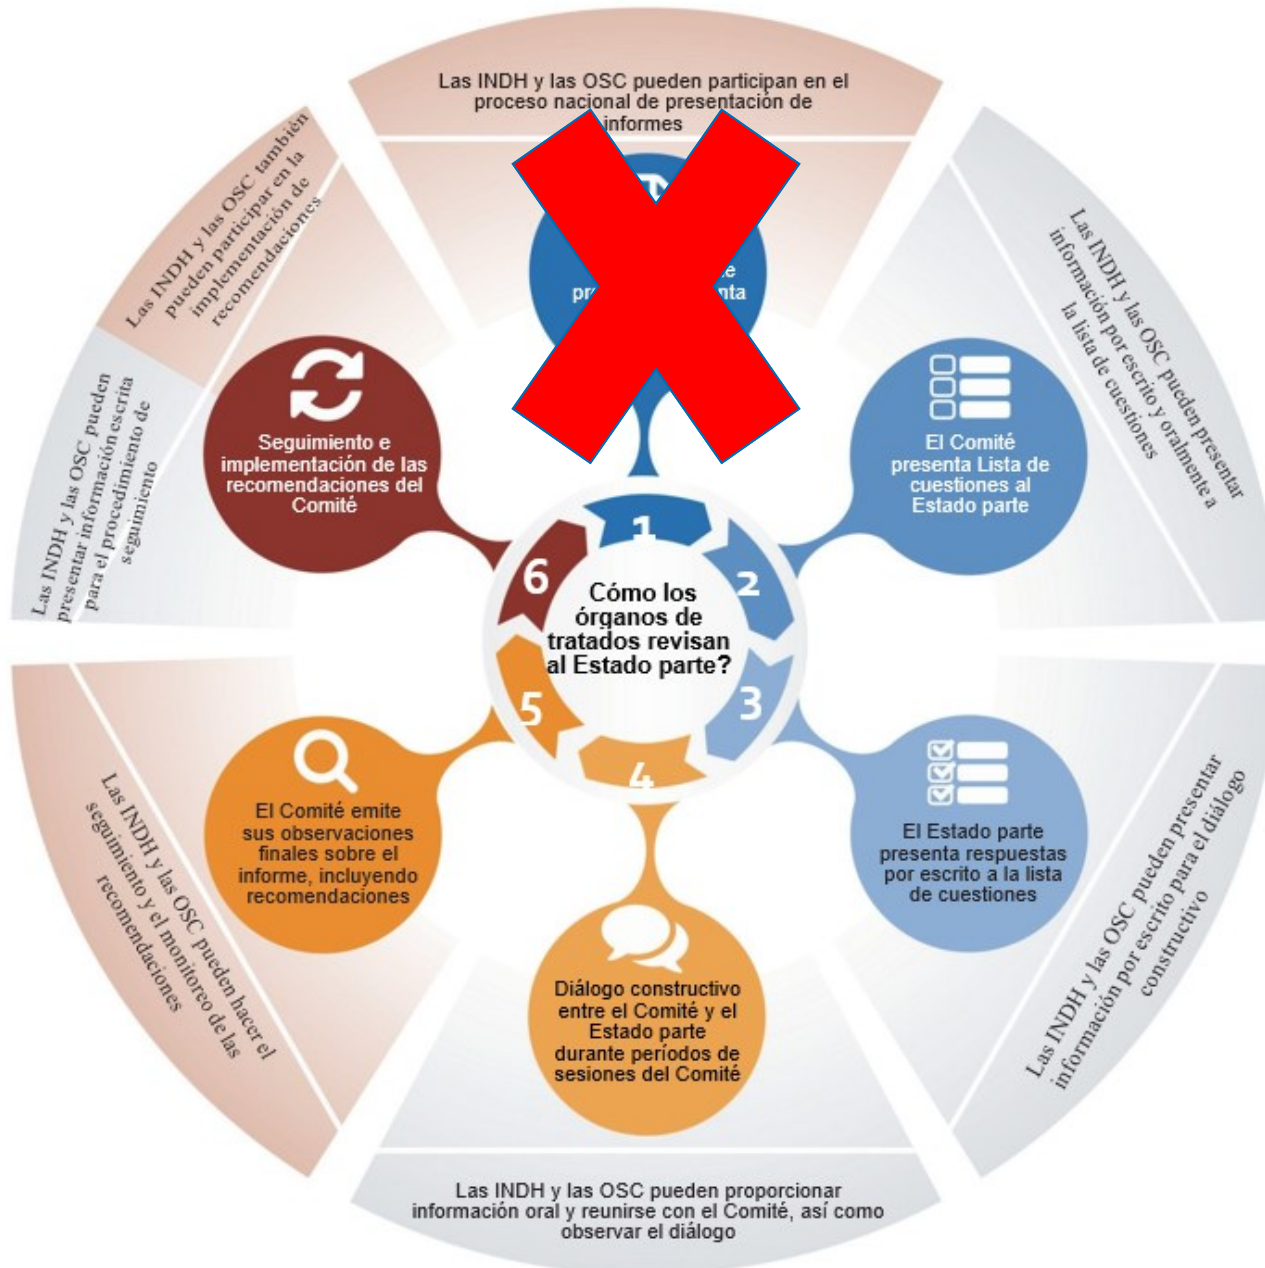 Las INDH y las OSC pueden participan en el
proceso nacional de presentación de
informes
Las INDH y las OSC pueden presentar
información por escrito y oralmente a
la lista de cuestiones
El Comité
presenta Lista de
cuestiones al
Estado parte
Las INDH y las OSC pueden presentar
información por escrito para el diálogo
constructivo
El Estado parte
presenta respuestas
por escrito a la lista
de cuestiones
Diálogo constructivo
entre el Comité y el
Estado parte
durante períodos de
sesiones del Comité
Las INDH y las OSC pueden proporcionar
información oral y reunirse con el Comité, así como
observar el diálogo
El Comité emite
sus observaciones
finales sobre el
informe, incluyendo
recomendaciones
Las INDH y las OSC pueden hacer el
seguimiento y el monitoreo de las
recomendaciones
Seguimiento e
implementación de las
recomendaciones del
Comité
Las INDH y las OSC pueden
presentar información escrita
para el procedimiento de
seguimiento
Las INDH y las OSC también
pueden participar en la
implementación de
recomendaciones
1
2
3
4
5
6
Cómo los
órganos de
tratados revisan
al Estado parte?